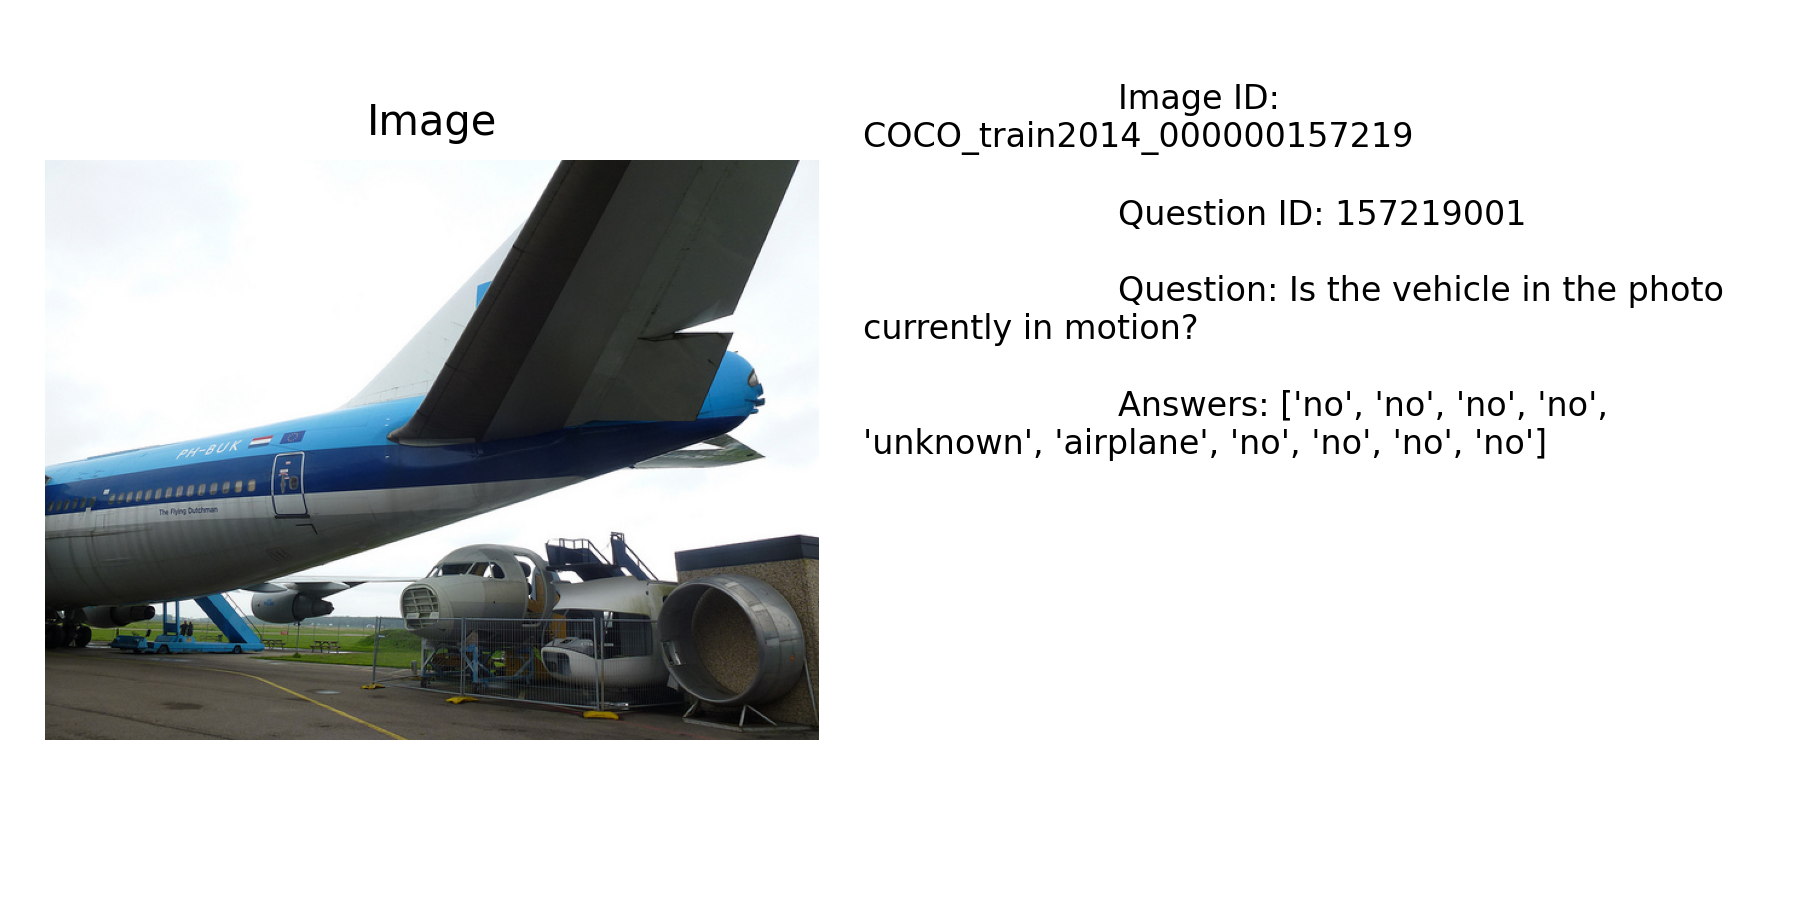 Image
PH-BUK
The Flying Dutchman
Image ID:
COCO_train2014_000000157219
Question ID: 157219001
Question: Is the vehicle in the photo
currently in motion?
Answers: ['no', 'no', 'no', 'no',
'unknown', 'airplane', 'no', 'no', 'no', 'no']